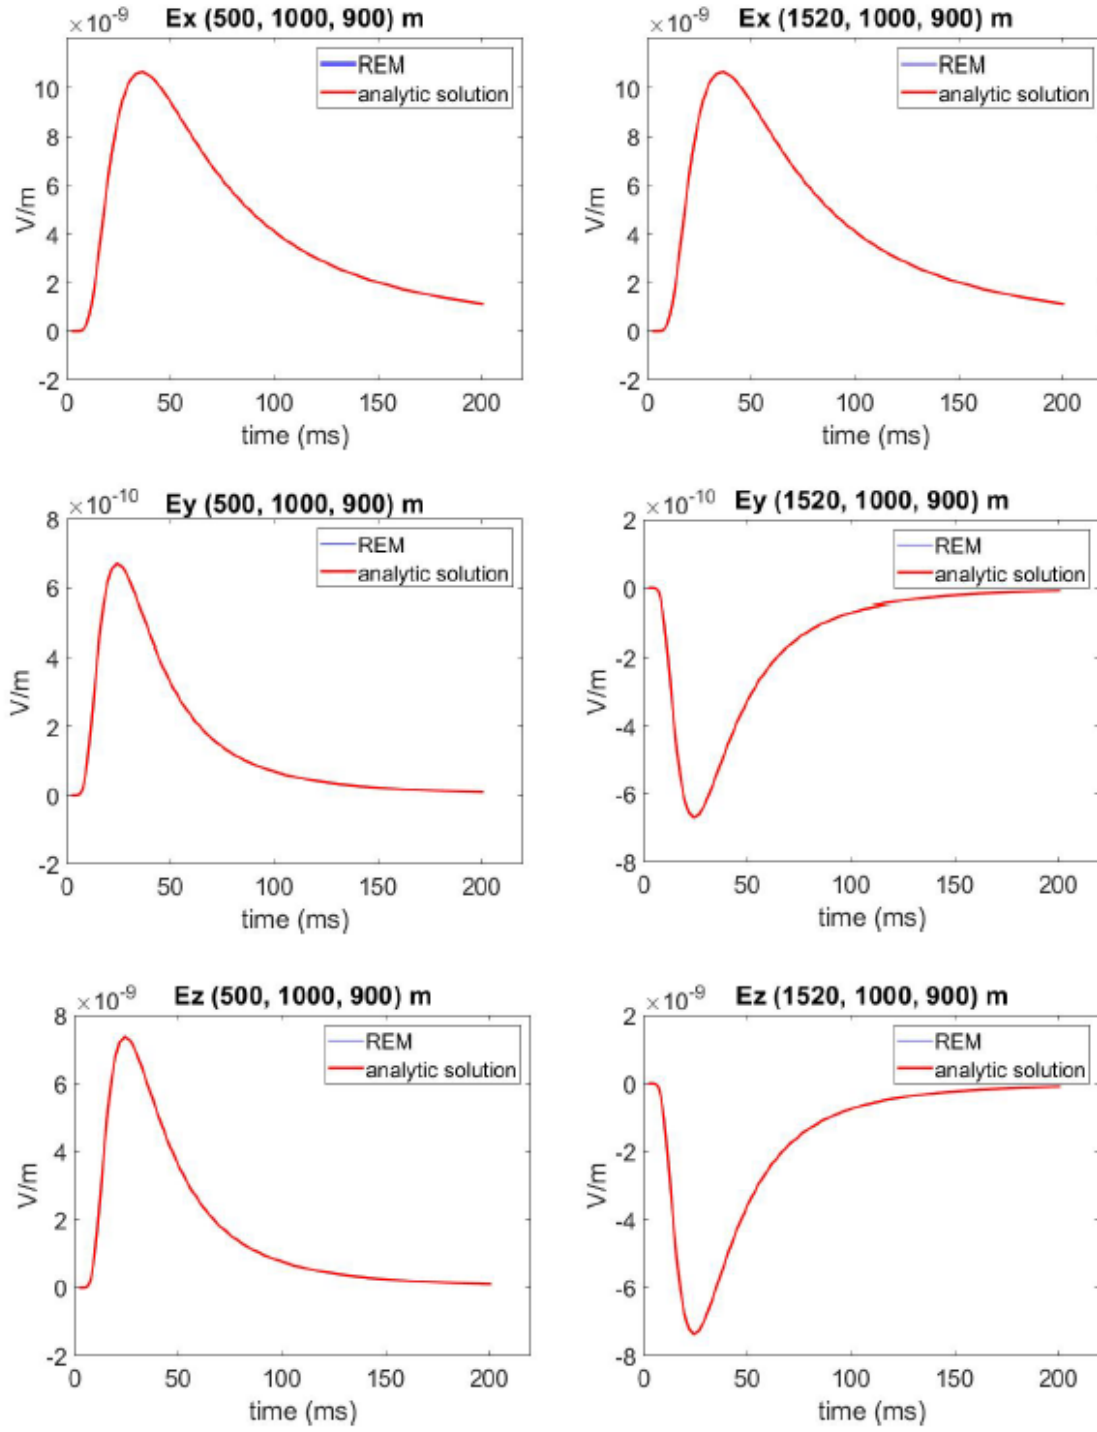 ×10-9
Ex (500, 1000, 900) m
REM
analytic solution
10
8
6
4
2
0
-2
V/m
0 50 100 150 200
time (ms)
×10-9
Ex (1520, 1000, 900) m
REM
analytic solution
10
8
6
4
2
0
-2
V/m
0 50 100 150 200
time (ms)
×10-10
Ey (500, 1000, 900) m
REM
analytic solution
8
6
4
2
0
-2
V/m
0 50 100 150 200
time (ms)
×10-10
Ey (1520, 1000, 900) m
REM
analytic solution
2
0
-2
-4
-6
-8
V/m
0 50 100 150 200
time (ms)
×10-9
Ez (500, 1000, 900) m
REM
analytic solution
8
6
4
2
0
-2
V/m
0 50 100 150 200
time (ms)
×10-9
Ez (1520, 1000, 900) m
REM
analytic solution
2
0
-2
-4
-6
-8
V/m
0 50 100 150 200
time (ms)